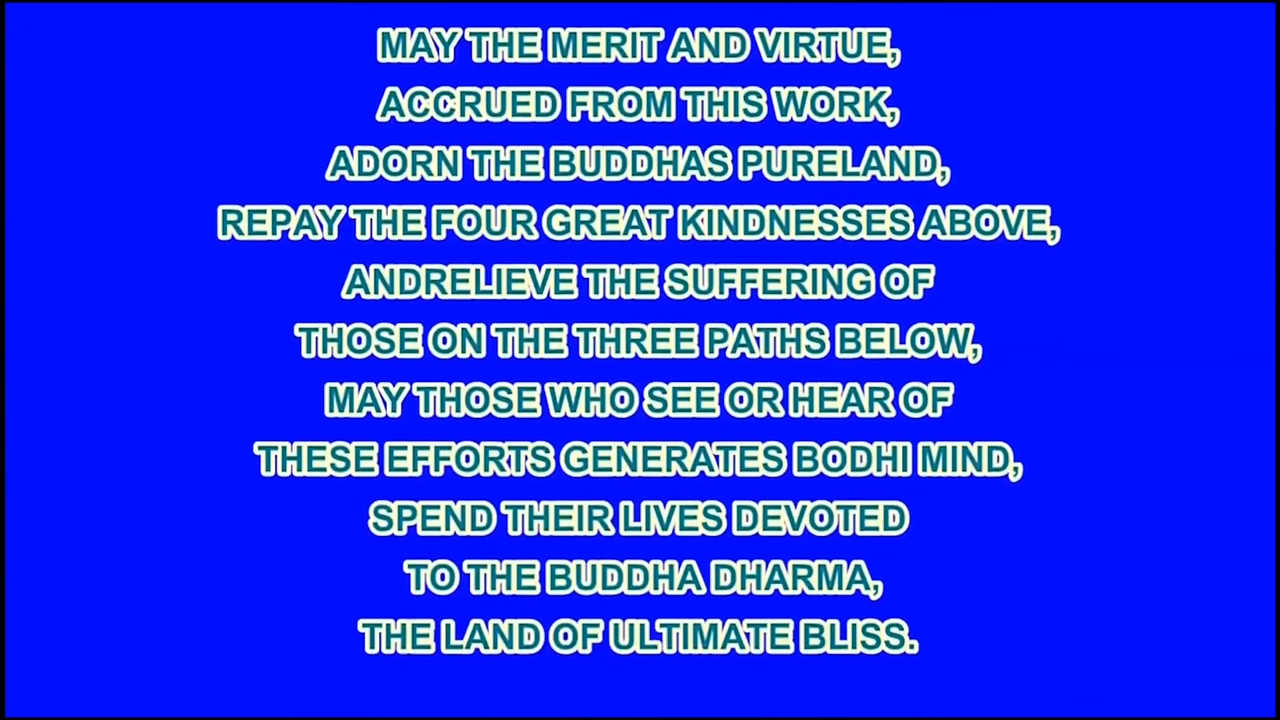 MAY THE MERIT AND VIRTUE,
ACCRUED FROM THIS WORK,
ADORN THE BUDDHAS PURELAND,
REPAY THE FOUR GREAT KINDNESSES ABOVE,
ANDRELIEVE THE SUFFERING OF
THOSE ON THE THREE PATHS BELOW,
MAY THOSE WHO SEE OR HEAR OF
THESE EFFORTS GENERATES BODHI MIND,
SPEND THEIR LIVES DEVOTED
TO THE BUDDHA DHARMA,
THE LAND OF ULTIMATE BLISS.